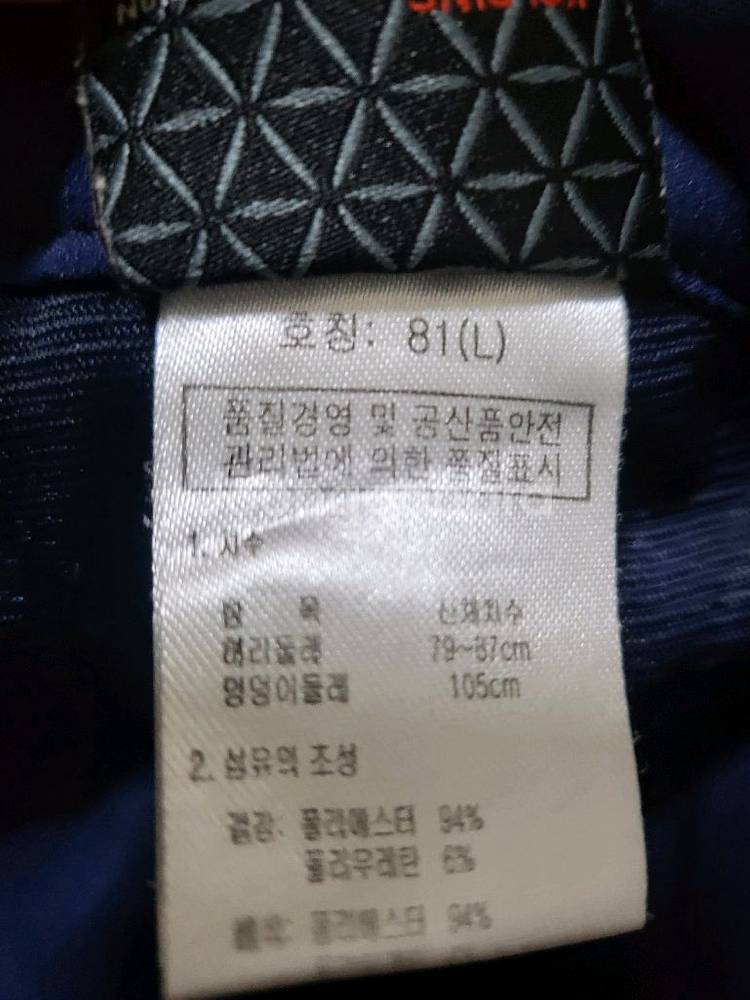 호칭: 81(L)
품질경영 및 공산품안전
관리법에 의한 품질표시
1. 치수
항 목 신체치수
허리둘레 79~87cm
엉덩이둘레 105cm
2. 섬유의 조성
겉감: 폴리에스터 94%
폴리우레탄 6%
폴리에스터 94%